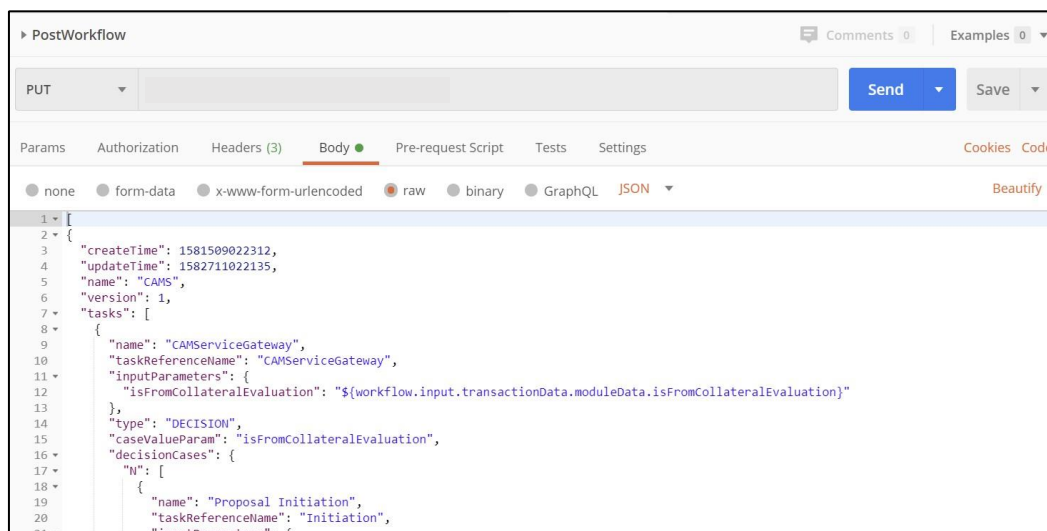 PostWorkflow Comments 0 Examples 0
PUT Send Save
Params Authorization Headers (3) Body Pre-request Script Tests Settings Cookies Code
none form-data x-www-form-urlencoded raw binary GraphQL JSON Beautify
1 [
2 {
3 "createTime": 1581509022312,
4 "updateTime": 1582711022135,
5 "name": "CAMS",
6 "version": 1,
7 "tasks": [
8 {
9 "name": "CAMServiceGateway",
10 "taskReferenceName": "CAMServiceGateway",
11 "inputParameters": {
12 "isFromCollateralEvaluation": "${workflow.input.transactionData.moduleData.isFromCollateralEvaluation}"
13 },
14 "type": "DECISION",
15 "caseValueParam": "isFromCollateralEvaluation",
16 "decisionCases": {
17 "N": [
18 {
19 "name": "Proposal Initiation",
20 "taskReferenceName": "Initiation",